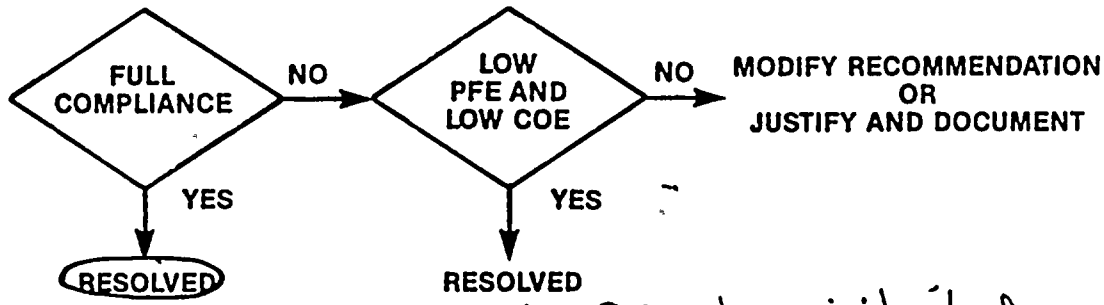 FULL
COMPLIANCE
NO
LOW
PFE AND
LOW COE
NO
MODIFY RECOMMENDATION
OR
JUSTIFY AND DOCUMENT
YES
YES
RESOLVED
RESOLVED